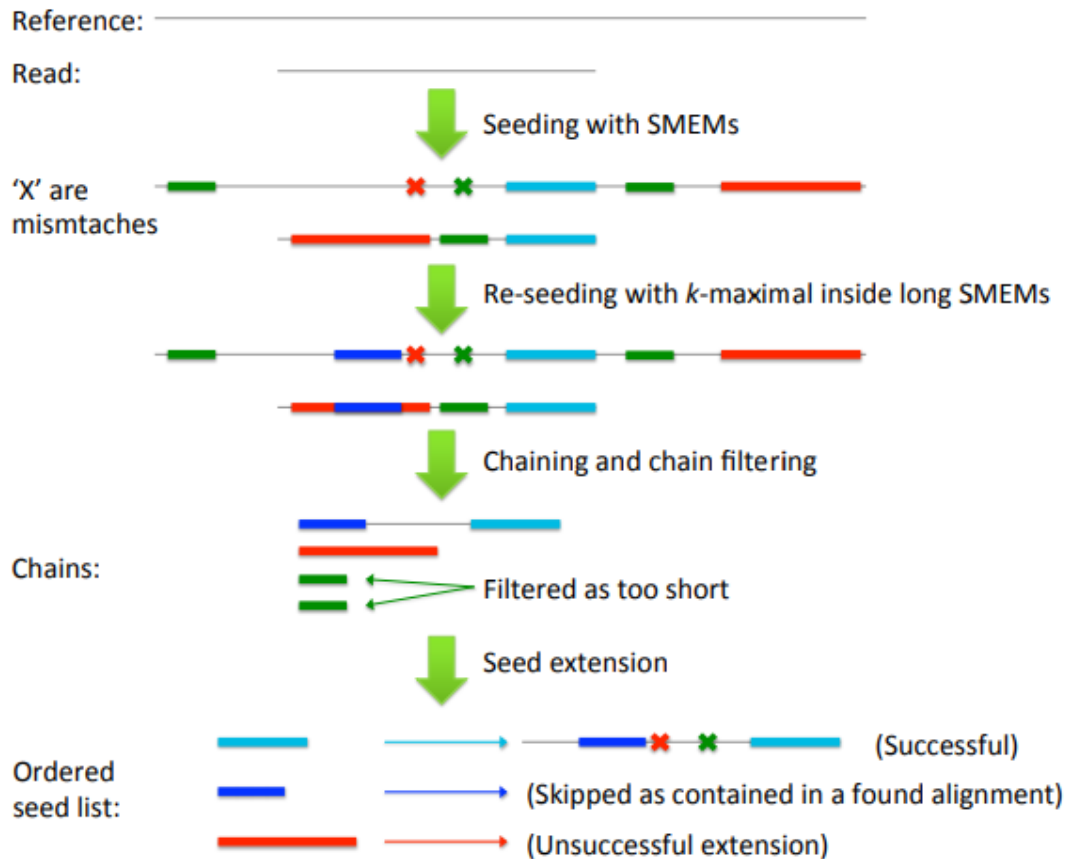 Reference:
Read:
Seeding with SMEMs
'X' are
mismtaches
Re-seeding with k-maximal inside long SMEMs
Chaining and chain filtering
Chains:
Filtered as too short
Seed extension
(Successful)
Ordered
seed list:
(Skipped as contained in a found alignment)
(Unsuccessful extension)